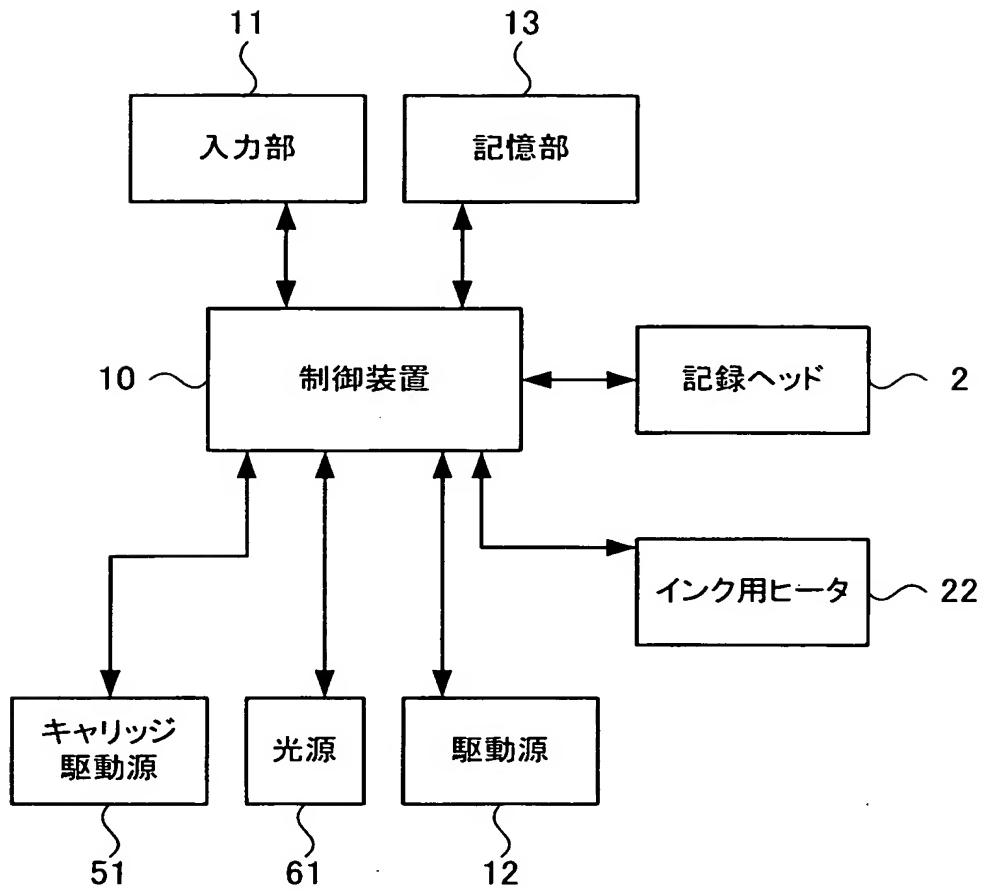 11
13
入力部
記憶部
10
制御装置
記録ヘッド
2
インク用ヒータ
22
キャリッジ
駆動源
光源
駆動源
51
61
12